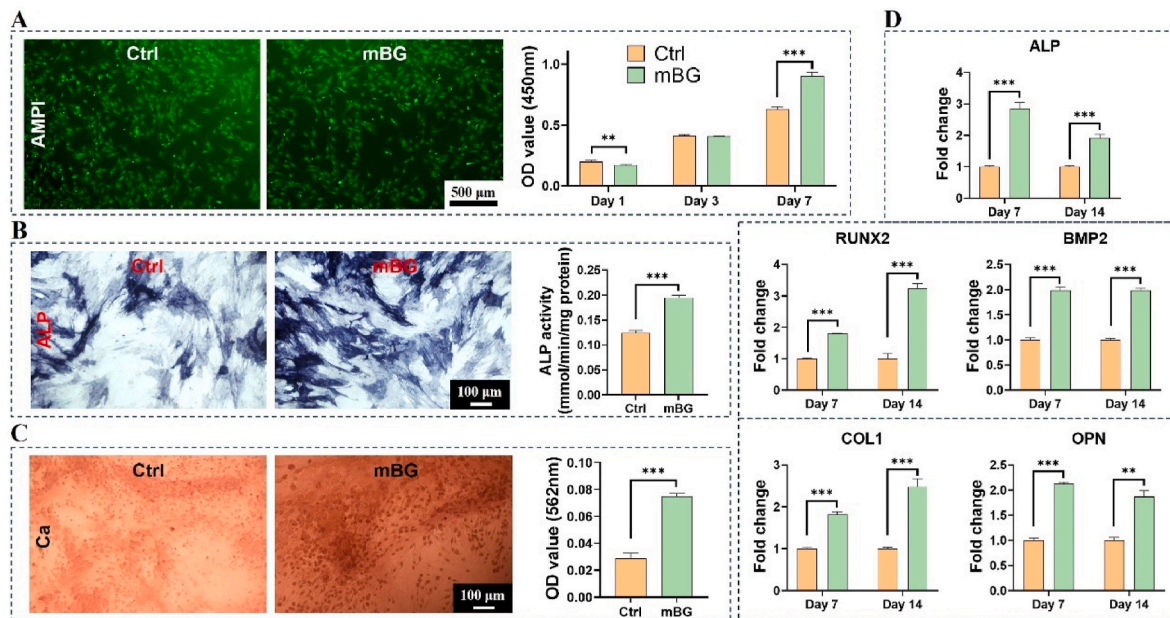 A
Ctrl
mBG
AMPI
500 μm
OD value (450nm)
1.0
0.5
0.0
Ctrl
mBG
**
***
Day 1
Day 3
Day 7
B
Ctrl
mBG
ALP
100 μm
ALP activity
(mmol/min/mg protein)
0.25
0.20
0.15
0.10
0.05
0.00
***
Ctrl
mBG
C
Ctrl
mBG
Ca
100 μm
OD value (562nm)
0.10
0.08
0.06
0.04
0.02
0.00
***
Ctrl
mBG
D
ALP
Fold change
4
3
2
1
0
***
***
Day 7
Day 14
RUNX2
Fold change
4
3
2
1
0
***
***
Day 7
Day 14
BMP2
Fold change
2.5
2.0
1.5
1.0
0.5
0.0
***
***
Day 7
Day 14
COL1
Fold change
3
2
1
0
***
***
Day 7
Day 14
OPN
Fold change
2.5
2.0
1.5
1.0
0.5
0.0
***
**
Day 7
Day 14